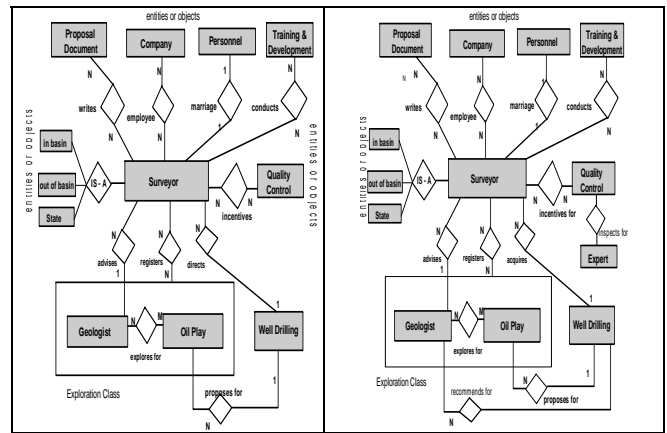 entities or objects
Proposal
Document
Company
Personnel
Training &
Development
N
N
1
N
writes
employee
marriage
conducts
N
N
1
N
entities or objects
entities or objects
in basin
out of basin
State
IS - A
Surveyor
N
N
incentives
Quality
Control
N
N
N
advises
registers
directs
1
N
1
Geologist
N
M
Oil Play
explores for
Well Drilling
Exploration Class
proposes for
1
N
entities or objects
Proposal
Document
Company
Personnel
Training &
Development
N
N
N
1
N
writes
employee
marriage
conducts
N
N
1
N
entities or objects
in basin
out of basin
State
IS - A
Surveyor
N
N
incentives for
Quality
Control
inspects for
Expert
N
N
N
advises
registers
acquires
1
N
1
Geologist
N
M
Oil Play
explores for
Well Drilling
Exploration Class
recommends for
N
proposes for
1
N